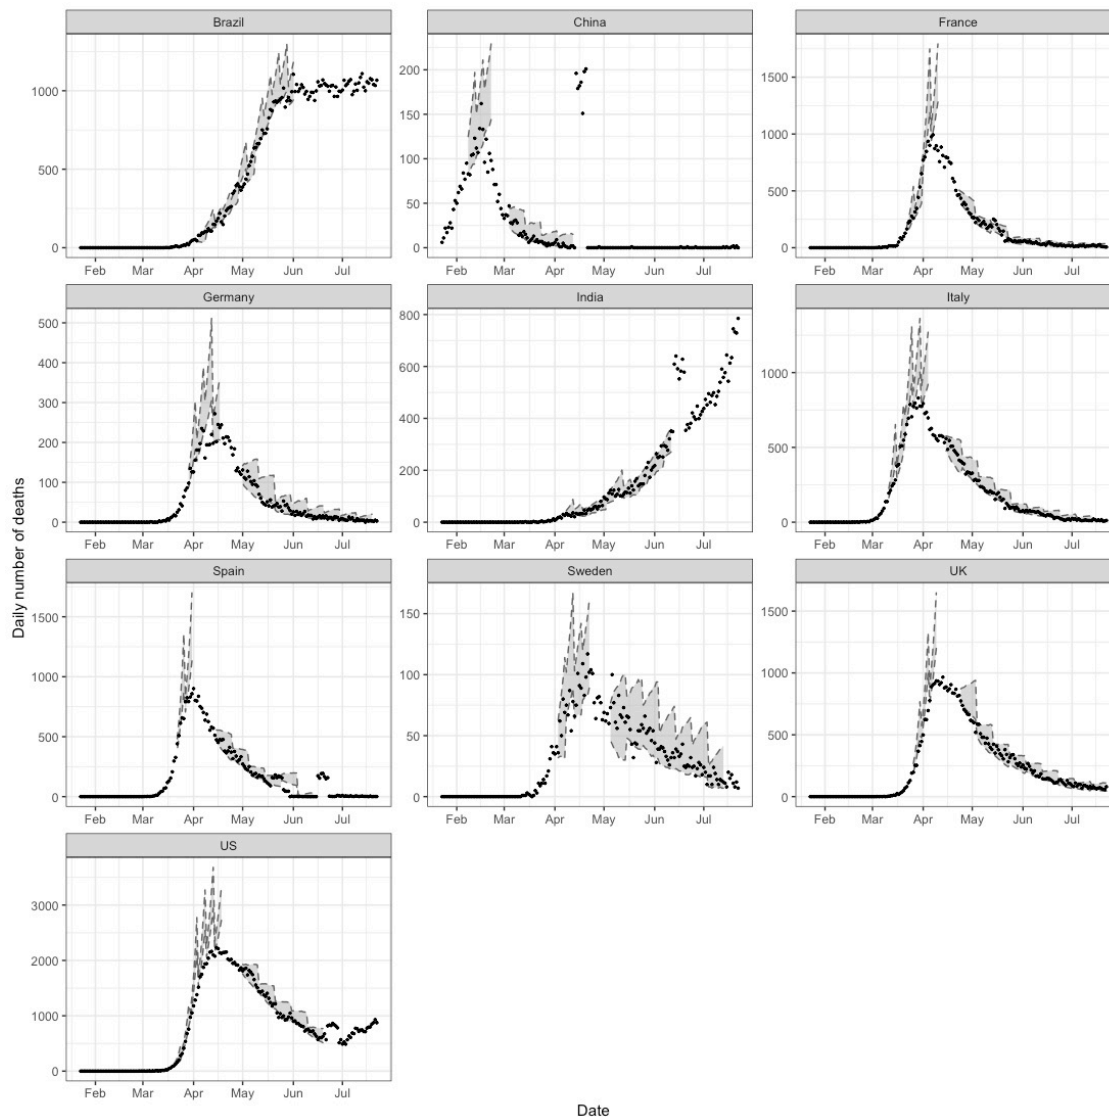 Brazil
China
France
1000
500
0
Feb Mar Apr May Jun Jul
200
150
100
50
0
Feb Mar Apr May Jun Jul
1500
1000
500
0
Feb Mar Apr May Jun Jul
Germany
India
Italy
500
400
300
200
100
0
Feb Mar Apr May Jun Jul
800
600
400
200
0
Feb Mar Apr May Jun Jul
1000
500
0
Feb Mar Apr May Jun Jul
Daily number of deaths
Spain
Sweden
UK
1500
1000
500
0
Feb Mar Apr May Jun Jul
150
100
50
0
Feb Mar Apr May Jun Jul
1500
1000
500
0
Feb Mar Apr May Jun Jul
US
3000
2000
1000
0
Feb Mar Apr May Jun Jul
Date